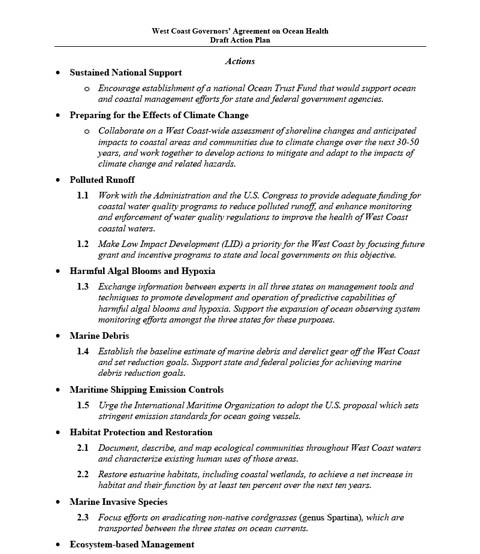 West Coast Governors' Agreement on Ocean Health
Draft Action Plan
Actions
• Sustained National Support
o Encourage establishment of a national Ocean Trust Fund that would support ocean
and coastal management efforts for state and federal government agencies.
• Preparing for the Effects of Climate Change
o Collaborate on a West Coast-wide assessment of shoreline changes and anticipated
impacts to coastal areas and communities due to climate change over the next 30-50
years, and work together to develop actions to mitigate and adapt to the impacts of
climate change and related hazards.
• Polluted Runoff
1.1 Work with the Administration and the U.S. Congress to provide adequate funding for
coastal water quality programs to reduce polluted runoff, and enhance monitoring
and enforcement of water quality regulations to improve the health of West Coast
coastal waters.
1.2 Make Low Impact Development (LID) a priority for the West Coast by focusing future
grant and incentive programs to state and local governments on this objective.
• Harmful Algal Blooms and Hypoxia
1.3 Exchange information between experts in all three states on management tools and
techniques to promote development and operation of predictive capabilities of
harmful algal blooms and hypoxia. Support the expansion of ocean observing system
monitoring efforts amongst the three states for these purposes.
• Marine Debris
1.4 Establish the baseline estimate of marine debris and derelict gear off the West Coast
and set reduction goals. Support state and federal policies for achieving marine
debris reduction goals.
• Maritime Shipping Emission Controls
1.5 Urge the International Maritime Organization to adopt the U.S. proposal which sets
stringent emission standards for ocean going vessels.
• Habitat Protection and Restoration
2.1 Document, describe, and map ecological communities throughout West Coast waters
and characterize existing human uses of those areas.
2.2 Restore estuarine habitats, including coastal wetlands, to achieve a net increase in
habitat and their function by at least ten percent over the next ten years.
• Marine Invasive Species
2.3 Focus efforts on eradicating non-native cordgrasses (genus Spartina), which are
transported between the three states on ocean currents.
• Ecosystem-based Management